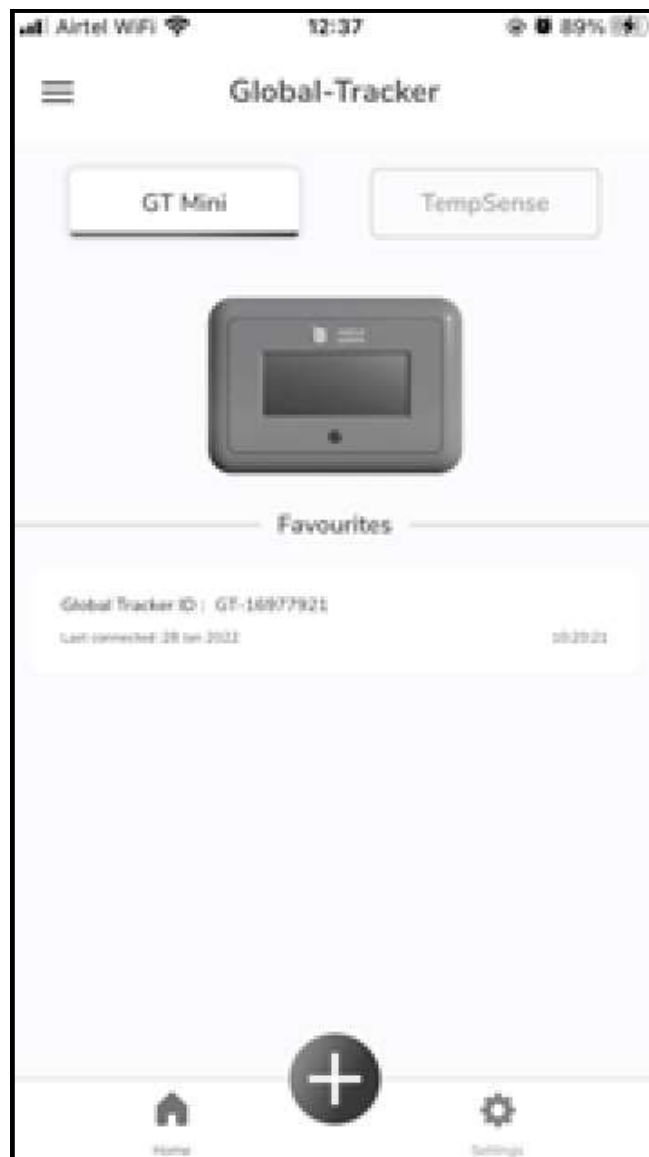 Airtel WiFi 12:37 89%
Global-Tracker
GT Mini TempSense
Favourites
Global Tracker ID : GT-16977921
Last connected: 28 2022 10:20:21
Home Settings